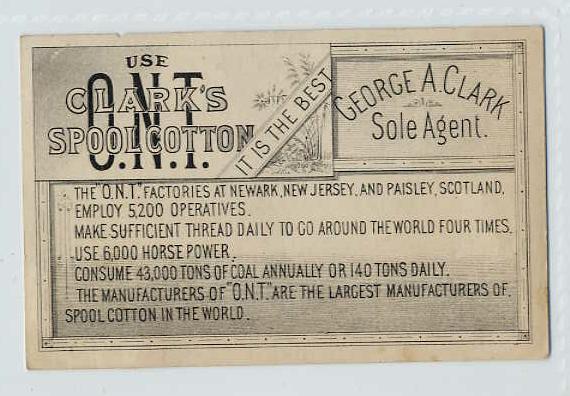 USE
CLARK'S
O.N.T.
SPOOL COTTON
IT IS THE BEST
GEORGE A. CLARK
Sole Agent.
THE "O.N.T." FACTORIES AT NEWARK, NEW JERSEY, AND PAISLEY, SCOTLAND,
EMPLOY 5,200 OPERATIVES.
MAKE SUFFICIENT THREAD DAILY TO GO AROUND THE WORLD FOUR TIMES.
USE 6,000 HORSE POWER.
CONSUME 43,000 TONS OF COAL ANNUALLY OR 140 TONS DAILY.
THE MANUFACTURERS OF "O.N.T." ARE THE LARGEST MANUFACTURERS OF
SPOOL COTTON IN THE WORLD.